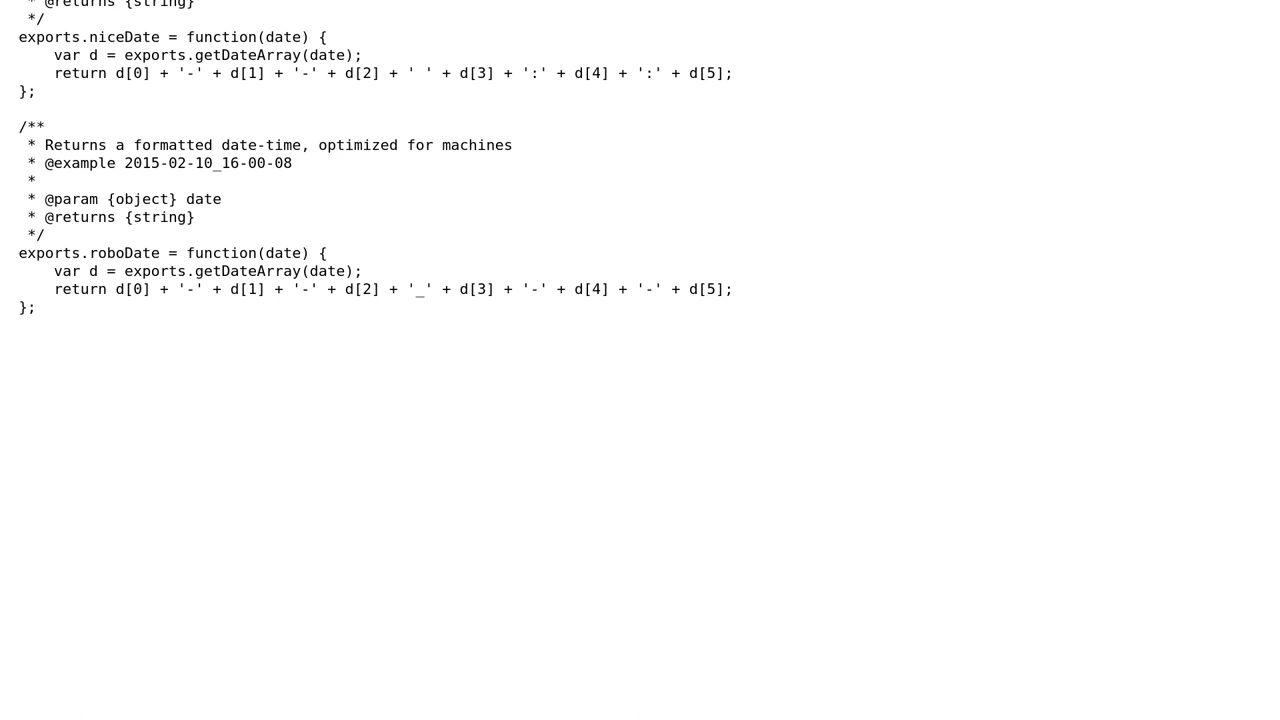 * @returns {string}
 */
exports.niceDate = function(date) {
    var d = exports.getDateArray(date);
    return d[0] + '-' + d[1] + '-' + d[2] + ' ' + d[3] + ':' + d[4] + ':' + d[5];
};

/**
 * Returns a formatted date-time, optimized for machines
 * @example 2015-02-10_16-00-08
 *
 * @param {object} date
 * @returns {string}
 */
exports.roboDate = function(date) {
    var d = exports.getDateArray(date);
    return d[0] + '-' + d[1] + '-' + d[2] + '_' + d[3] + '-' + d[4] + '-' + d[5];
};